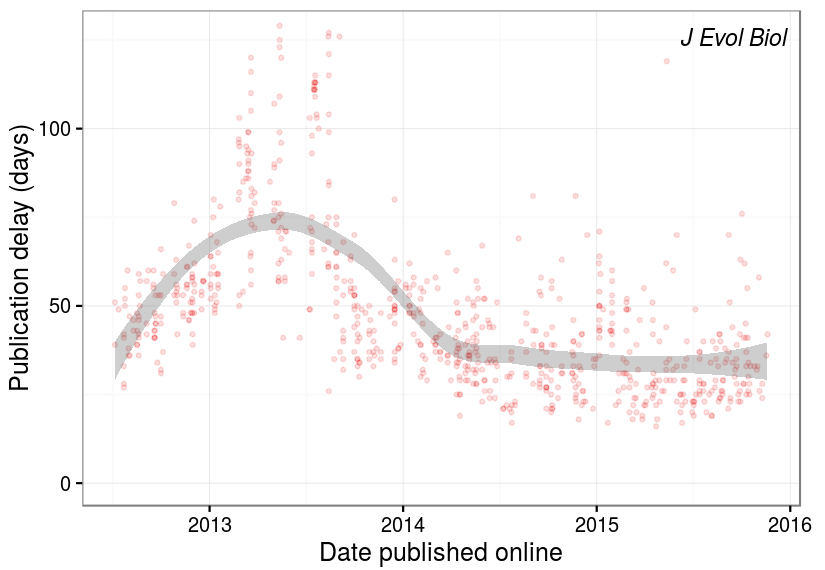 J Evol Biol
Publication delay (days)
100
50
0
2013
2014
2015
2016
Date published online